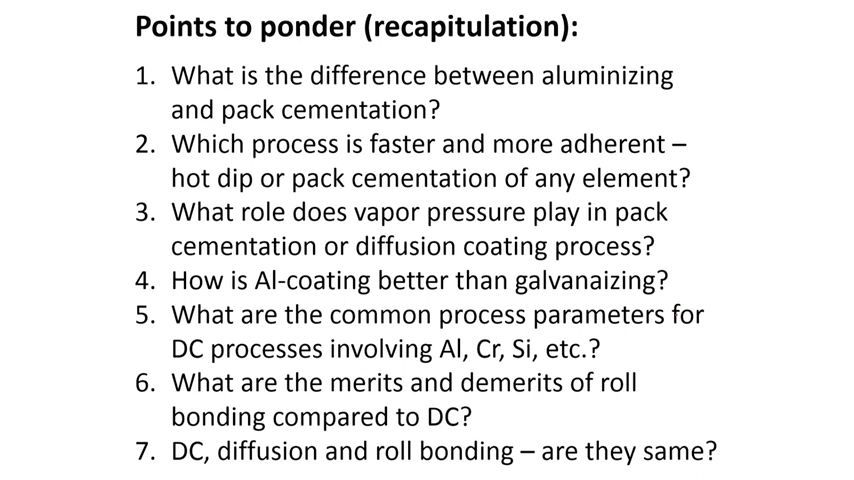 Points to ponder (recapitulation):
1. What is the difference between aluminizing
and pack cementation?
2. Which process is faster and more adherent –
hot dip or pack cementation of any element?
3. What role does vapor pressure play in pack
cementation or diffusion coating process?
4. How is Al-coating better than galvanaizing?
5. What are the common process parameters for
DC processes involving Al, Cr, Si, etc.?
6. What are the merits and demerits of roll
bonding compared to DC?
7. DC, diffusion and roll bonding – are they same?